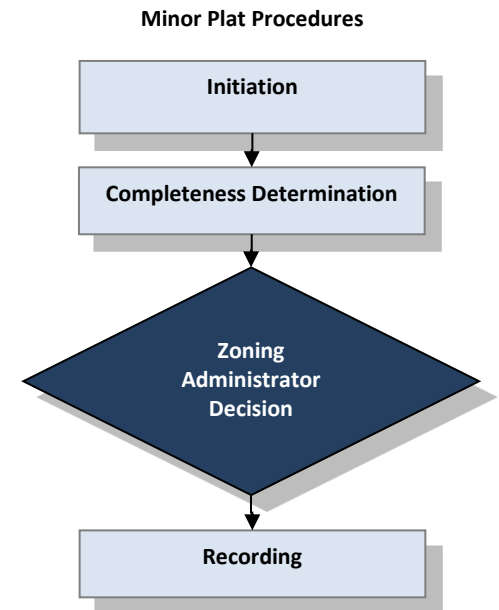 Minor Plat Procedures
Initiation
Completeness Determination
Zoning
Administrator
Decision
Recording